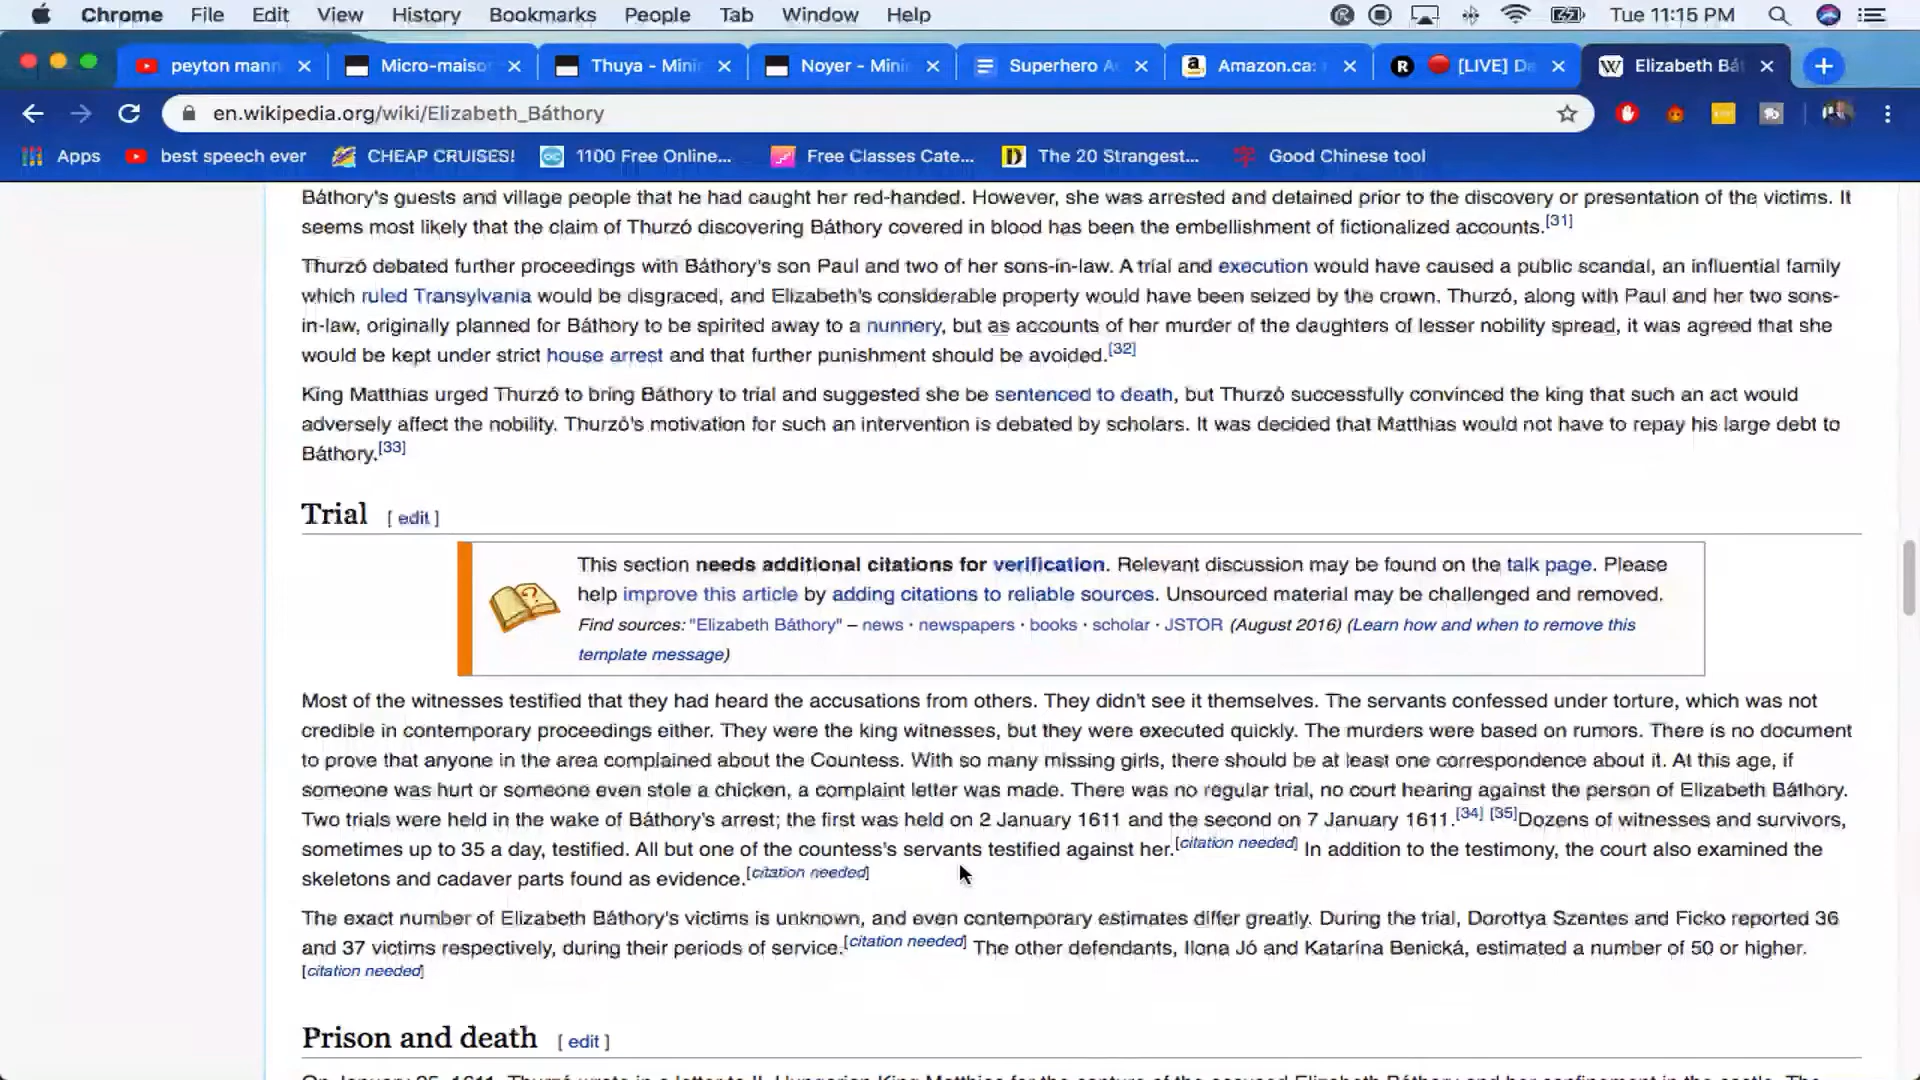 Chrome File Edit View History Bookmarks People Tab Window Help Tue 11:15 PM
peyton mann Micro-maiso Thuya - Mini Noyer - Mini Superhero A Amazon.ca: R [LIVE] Da W Elizabeth Bát
en.wikipedia.org/wiki/Elizabeth_Báthory
Apps best speech ever CHEAP CRUISES! 1100 Free Online... Free Classes Cate... The 20 Strangest... Good Chinese tool
Báthory's guests and village people that he had caught her red-handed. However, she was arrested and detained prior to the discovery or presentation of the victims. It
seems most likely that the claim of Thurzó discovering Báthory covered in blood has been the embellishment of fictionalized accounts.[31]
Thurzó debated further proceedings with Báthory's son Paul and two of her sons-in-law. A trial and execution would have caused a public scandal, an influential family
which ruled Transylvania would be disgraced, and Elizabeth's considerable property would have been seized by the crown. Thurzó, along with Paul and her two sons-
in-law, originally planned for Báthory to be spirited away to a nunnery, but as accounts of her murder of the daughters of lesser nobility spread, it was agreed that she
would be kept under strict house arrest and that further punishment should be avoided.[32]
King Matthias urged Thurzó to bring Báthory to trial and suggested she be sentenced to death, but Thurzó successfully convinced the king that such an act would
adversely affect the nobility. Thurzó's motivation for such an intervention is debated by scholars. It was decided that Matthias would not have to repay his large debt to
Báthory.[33]
Trial [ edit ]
This section needs additional citations for verification. Relevant discussion may be found on the talk page. Please
help improve this article by adding citations to reliable sources. Unsourced material may be challenged and removed.
Find sources: "Elizabeth Báthory" – news · newspapers · books · scholar · JSTOR (August 2016) (Learn how and when to remove this
template message)
Most of the witnesses testified that they had heard the accusations from others. They didn't see it themselves. The servants confessed under torture, which was not
credible in contemporary proceedings either. They were the king witnesses, but they were executed quickly. The murders were based on rumors. There is no document
to prove that anyone in the area complained about the Countess. With so many missing girls, there should be at least one correspondence about it. At this age, if
someone was hurt or someone even stole a chicken, a complaint letter was made. There was no regular trial, no court hearing against the person of Elizabeth Báthory.
Two trials were held in the wake of Báthory's arrest; the first was held on 2 January 1611 and the second on 7 January 1611.[34] [35]Dozens of witnesses and survivors,
sometimes up to 35 a day, testified. All but one of the countess's servants testified against her.[citation needed] In addition to the testimony, the court also examined the
skeletons and cadaver parts found as evidence.[citation needed]
The exact number of Elizabeth Báthory's victims is unknown, and even contemporary estimates differ greatly. During the trial, Dorottya Szentes and Ficko reported 36
and 37 victims respectively, during their periods of service.[citation needed] The other defendants, Ilona Jó and Katarína Benická, estimated a number of 50 or higher.
[citation needed]
Prison and death [ edit ]